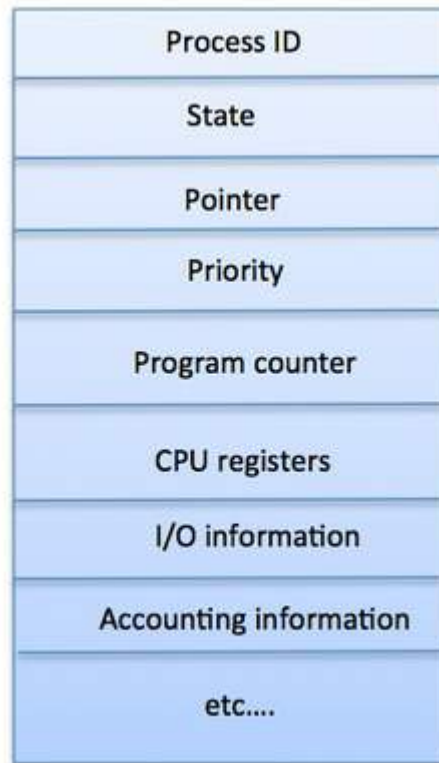 Process ID
State
Pointer
Priority
Program counter
CPU registers
I/O information
Accounting information
etc....